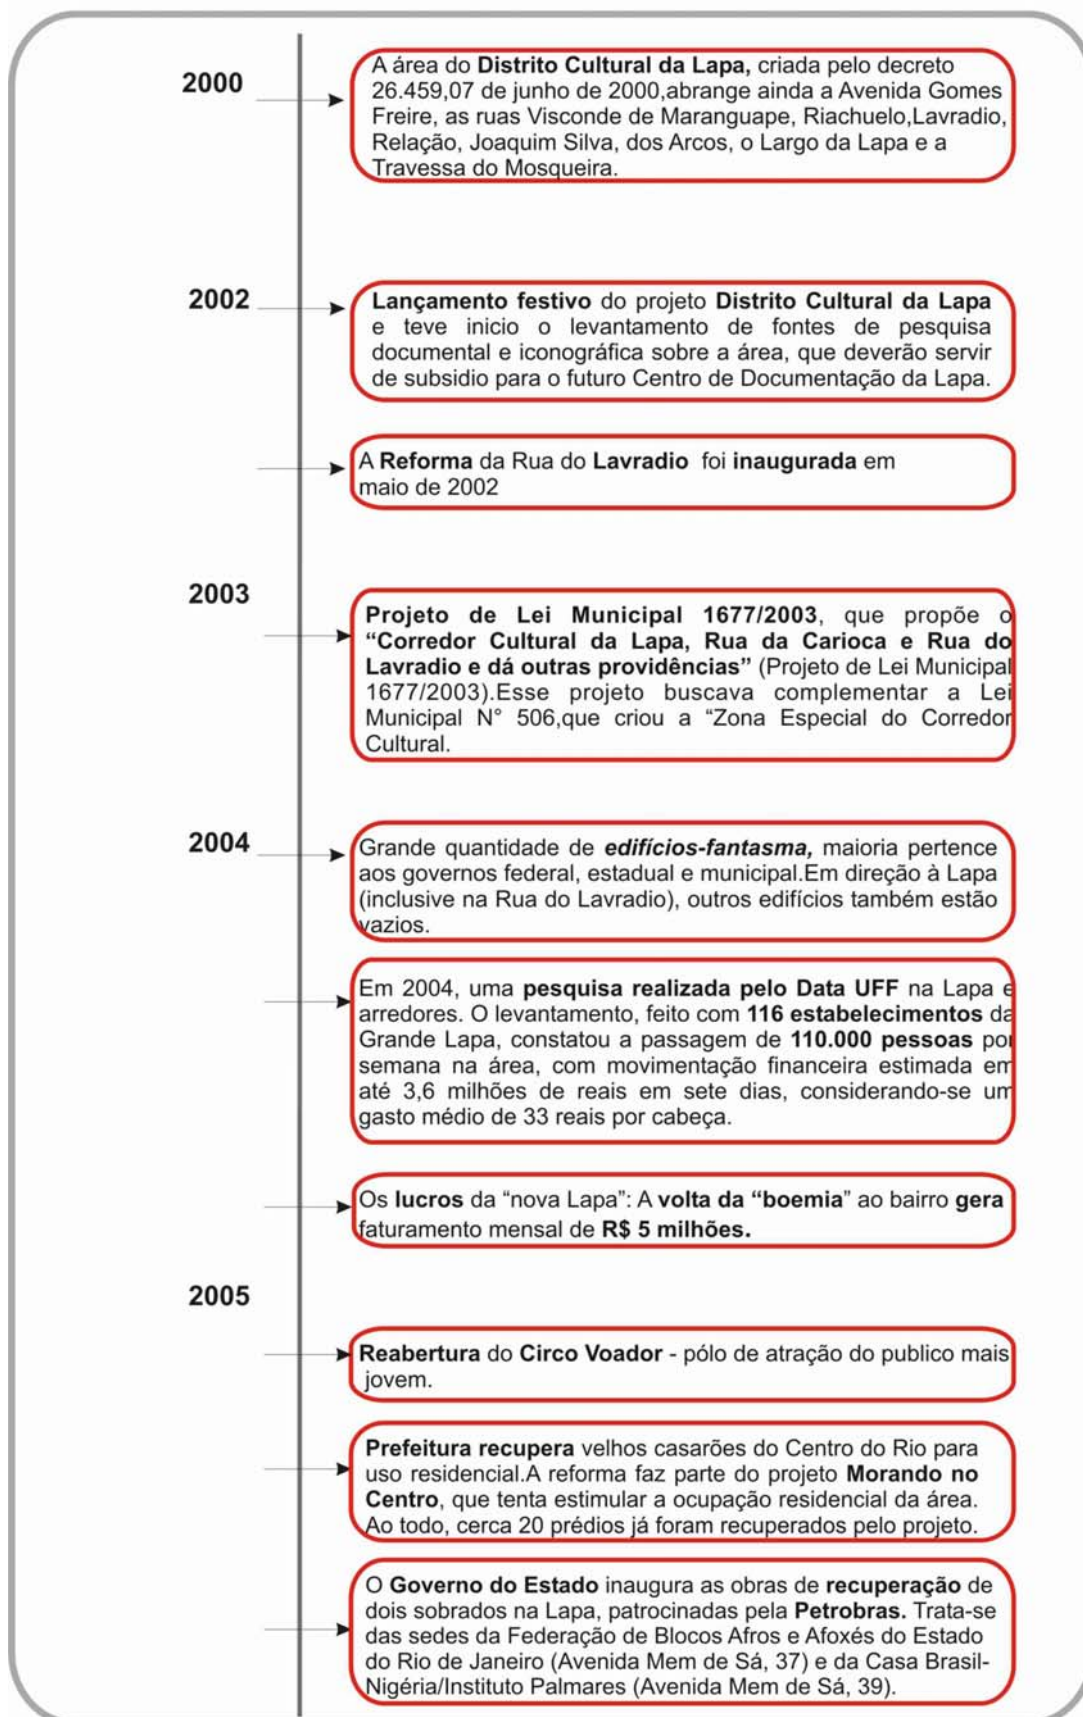 2000
A área do Distrito Cultural da Lapa, criada pelo decreto
26.459,07 de junho de 2000,abrange ainda a Avenida Gomes
Freire, as ruas Visconde de Maranguape, Riachuelo,Lavradio,
Relação, Joaquim Silva, dos Arcos, o Largo da Lapa e a
Travessa do Mosqueira.
2002
Lançamento festivo do projeto Distrito Cultural da Lapa
e teve inicio o levantamento de fontes de pesquisa
documental e iconográfica sobre a área, que deverão servir
de subsidio para o futuro Centro de Documentação da Lapa.
A Reforma da Rua do Lavradio foi inaugurada em
maio de 2002
2003
Projeto de Lei Municipal 1677/2003, que propõe o
“Corredor Cultural da Lapa, Rua da Carioca e Rua do
Lavradio e dá outras providências” (Projeto de Lei Municipal
1677/2003).Esse projeto buscava complementar a Lei
Municipal N° 506,que criou a “Zona Especial do Corredor
Cultural.
2004
Grande quantidade de edifícios-fantasma, maioria pertence
aos governos federal, estadual e municipal.Em direção à Lapa
(inclusive na Rua do Lavradio), outros edifícios também estão
vazios.
Em 2004, uma pesquisa realizada pelo Data UFF na Lapa e
arredores. O levantamento, feito com 116 estabelecimentos da
Grande Lapa, constatou a passagem de 110.000 pessoas por
semana na área, com movimentação financeira estimada em
até 3,6 milhões de reais em sete dias, considerando-se um
gasto médio de 33 reais por cabeça.
Os lucros da “nova Lapa”: A volta da “boemia” ao bairro gera
faturamento mensal de R$ 5 milhões.
2005
Reabertura do Circo Voador - pólo de atração do publico mais
jovem.
Prefeitura recupera velhos casarões do Centro do Rio para
uso residencial.A reforma faz parte do projeto Morando no
Centro, que tenta estimular a ocupação residencial da área.
Ao todo, cerca 20 prédios já foram recuperados pelo projeto.
O Governo do Estado inaugura as obras de recuperação de
dois sobrados na Lapa, patrocinadas pela Petrobras. Trata-se
das sedes da Federação de Blocos Afros e Afoxés do Estado
do Rio de Janeiro (Avenida Mem de Sá, 37) e da Casa Brasil-
Nigéria/Instituto Palmares (Avenida Mem de Sá, 39).